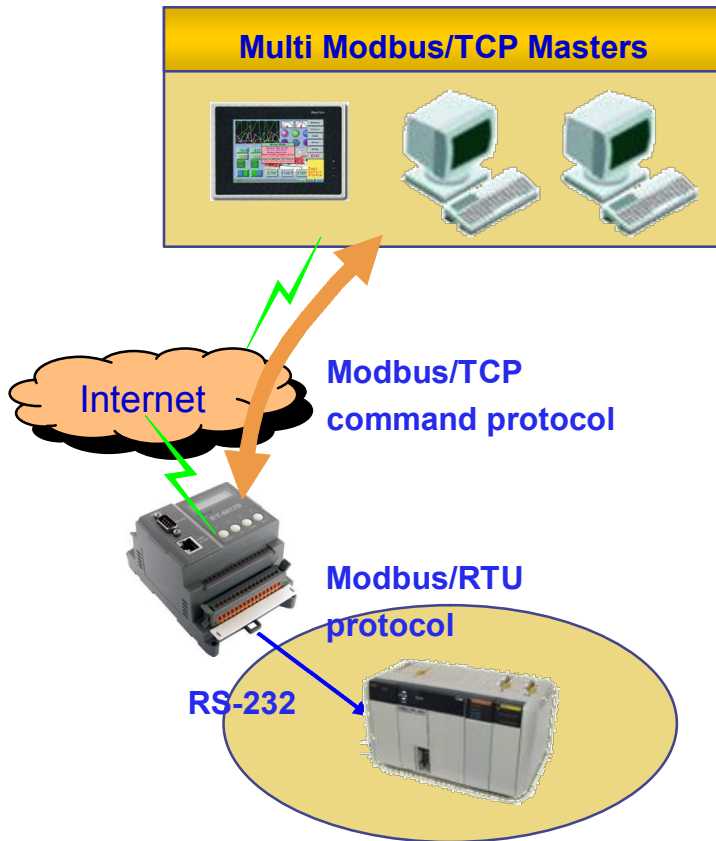 Multi Modbus/TCP Masters
Internet
Modbus/TCP
command protocol
Modbus/RTU
protocol
RS-232